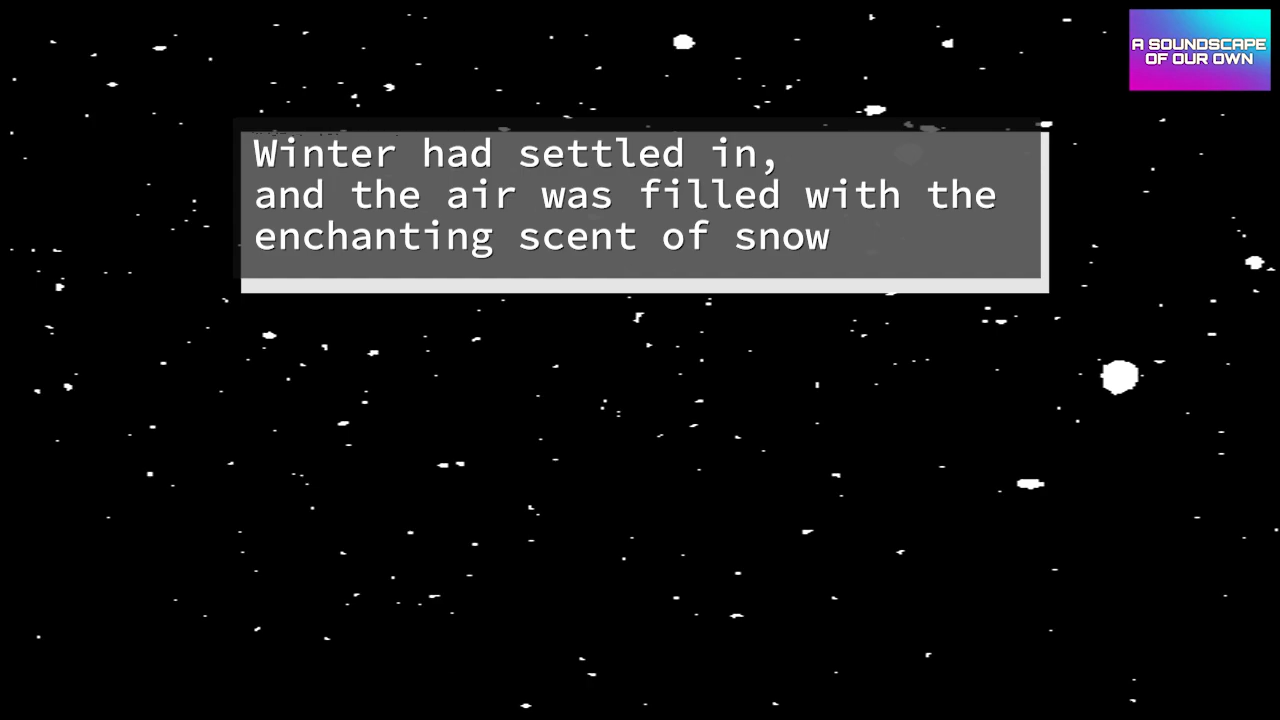 A SOUNDSCAPE
OF OUR OWN
Winter had settled in,
and the air was filled with the
enchanting scent of snow